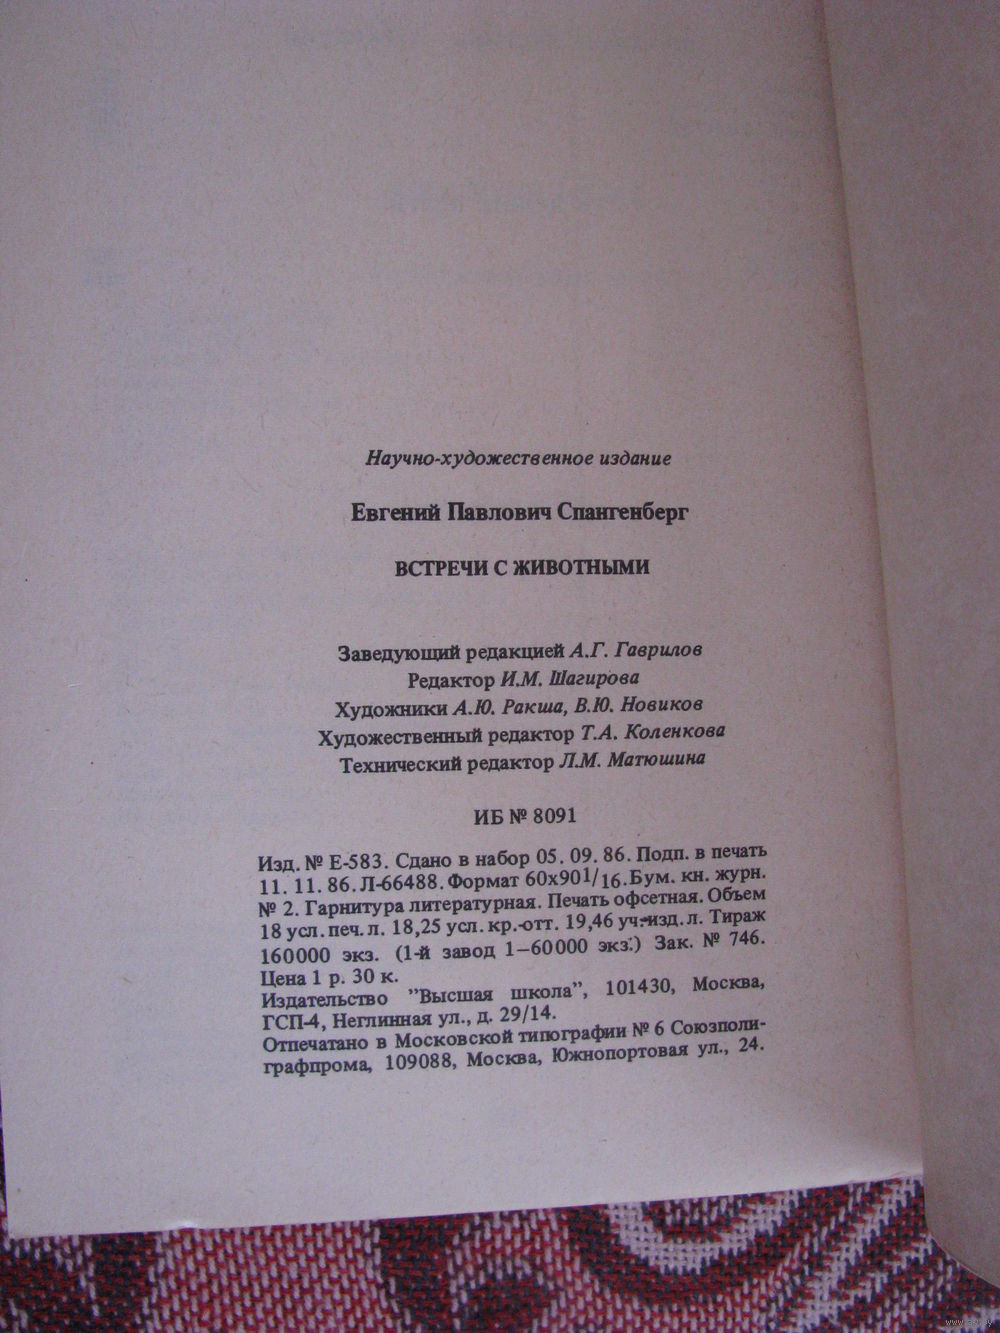 Научно-художественное издание
Евгений Павлович Спангенберг
ВСТРЕЧИ С ЖИВОТНЫМИ
Заведующий редакцией А.Г. Гаврилов
Редактор И.М. Шагирова
Художники А.Ю. Ракша, В.Ю. Новиков
Художественный редактор Т.А. Коленкова
Технический редактор Л.М. Матюшина
ИБ № 8091
Изд. № Е-583. Сдано в набор 05. 09. 86. Подп. в печать
11. 11. 86. Л-66488. Формат 60х90 1/16. Бум. кн. журн.
№ 2. Гарнитура литературная. Печать офсетная. Объем
18 усл. печ. л. 18,25 усл. кр.-отт. 19,46 уч.-изд. л. Тираж
160000 экз. (1-й завод 1–60000 экз.) Зак. № 746.
Цена 1 р. 30 к.
Издательство "Высшая школа", 101430, Москва,
ГСП-4, Неглинная ул., д. 29/14.
Отпечатано в Московской типографии № 6 Союзполи-
графпрома, 109088, Москва, Южнопортовая ул., 24.